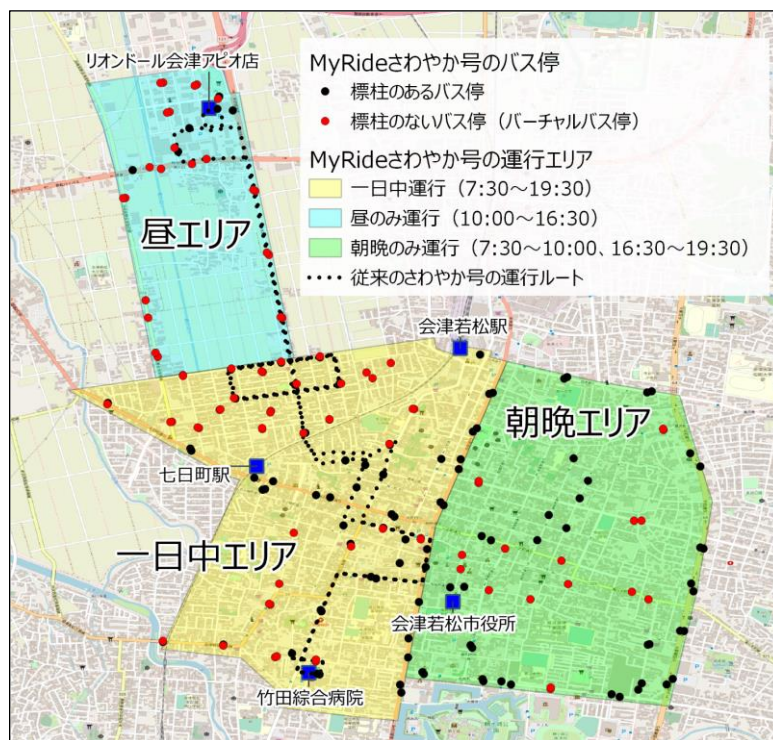 リオンドール会津アピオ店
MyRideさわやか号のバス停
標柱のあるバス停
標柱のないバス停（バーチャルバス停）
MyRideさわやか号の運行エリア
一日中運行（7:30～19:30）
昼のみ運行（10:00～16:30）
朝晩のみ運行（7:30～10:00、16:30～19:30）
従来のさわやか号の運行ルート
昼エリア
会津若松駅
朝晩エリア
七日町駅
一日中エリア
会津若松市役所
竹田綜合病院